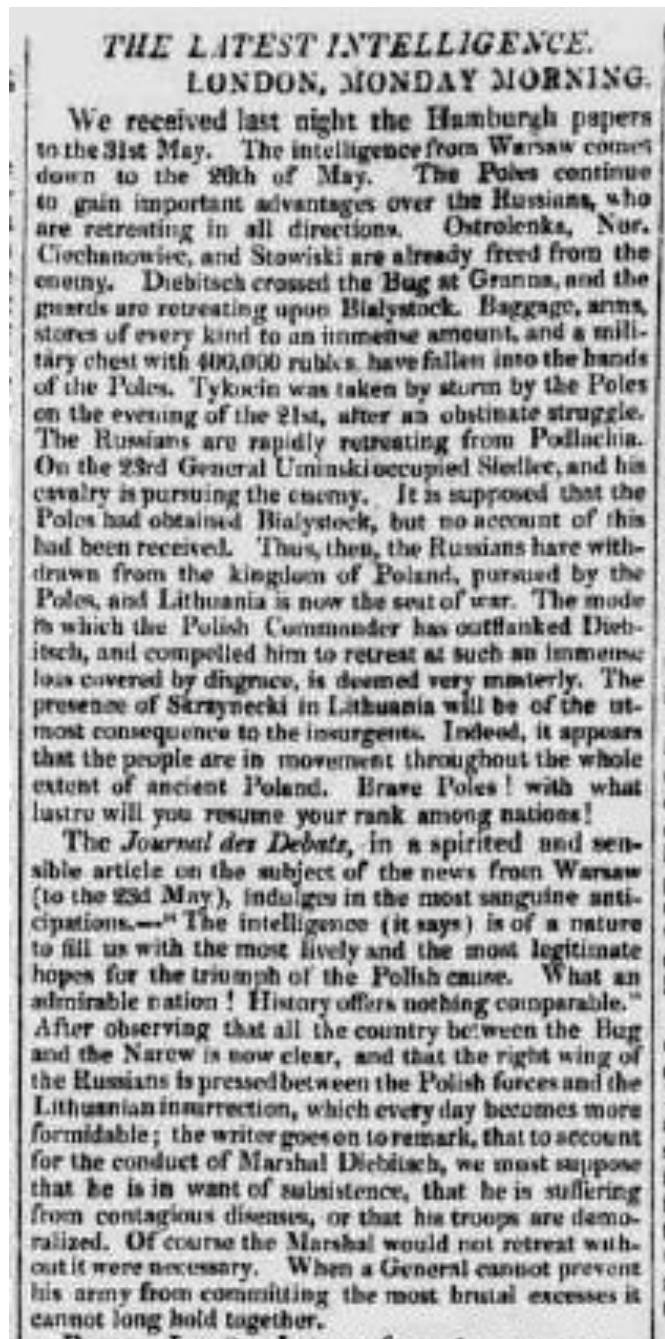 THE LATEST INTELLIGENCE.
LONDON, MONDAY MORNING.
We received last night the Hamburgh papers
to the 31st May. The intelligence from Warsaw comes
down to the 26th of May. The Poles continue
to gain important advantages over the Russians, who
are retreating in all directions. Ostrolenka, Nur,
Ciechanowiec, and Stowiski are already freed from the
enemy. Diebitsch crossed the Bug at Granna, and the
guards are retreating upon Bialystock. Baggage, arms,
stores of every kind to an immense amount, and a mili-
tary chest with 400,000 rubles, have fallen into the hands
of the Poles. Tykocin was taken by storm by the Poles
on the evening of the 21st, after an obstinate struggle.
The Russians are rapidly retreating from Podlachia.
On the 23rd General Uminski occupied Siedlec, and his
cavalry is pursuing the enemy. It is supposed that the
Poles had obtained Bialystock, but no account of this
had been received. Thus, then, the Russians have with-
drawn from the kingdom of Poland, pursued by the
Poles, and Lithuania is now the seat of war. The mode
in which the Polish Commander has outflanked Dieb-
itsch, and compelled him to retreat at such an immense
loss covered by disgrace, is deemed very masterly. The
presence of Skrzynecki in Lithuania will be of the ut-
most consequence to the insurgents. Indeed, it appears
that the people are in movement throughout the whole
extent of ancient Poland. Brave Poles! with what
lustre will you resume your rank among nations!
The Journal des Debats, in a spirited and sen-
sible article on the subject of the news from Warsaw
(to the 23d May), indulges in the most sanguine anti-
cipations.—"The intelligence (it says) is of a nature
to fill us with the most lively and the most legitimate
hopes for the triumph of the Polish cause. What an
admirable nation! History offers nothing comparable."
After observing that all the country between the Bug
and the Narew is now clear, and that the right wing of
the Russians is pressed between the Polish forces and the
Lithuanian insurrection, which every day becomes more
formidable; the writer goes on to remark, that to account
for the conduct of Marshal Diebitsch, we must suppose
that he is in want of subsistence, that he is suffering
from contagious diseases, or that his troops are demo-
ralized. Of course the Marshal would not retreat with-
out it were necessary. When a General cannot prevent
his army from committing the most brutal excesses it
cannot long hold together.